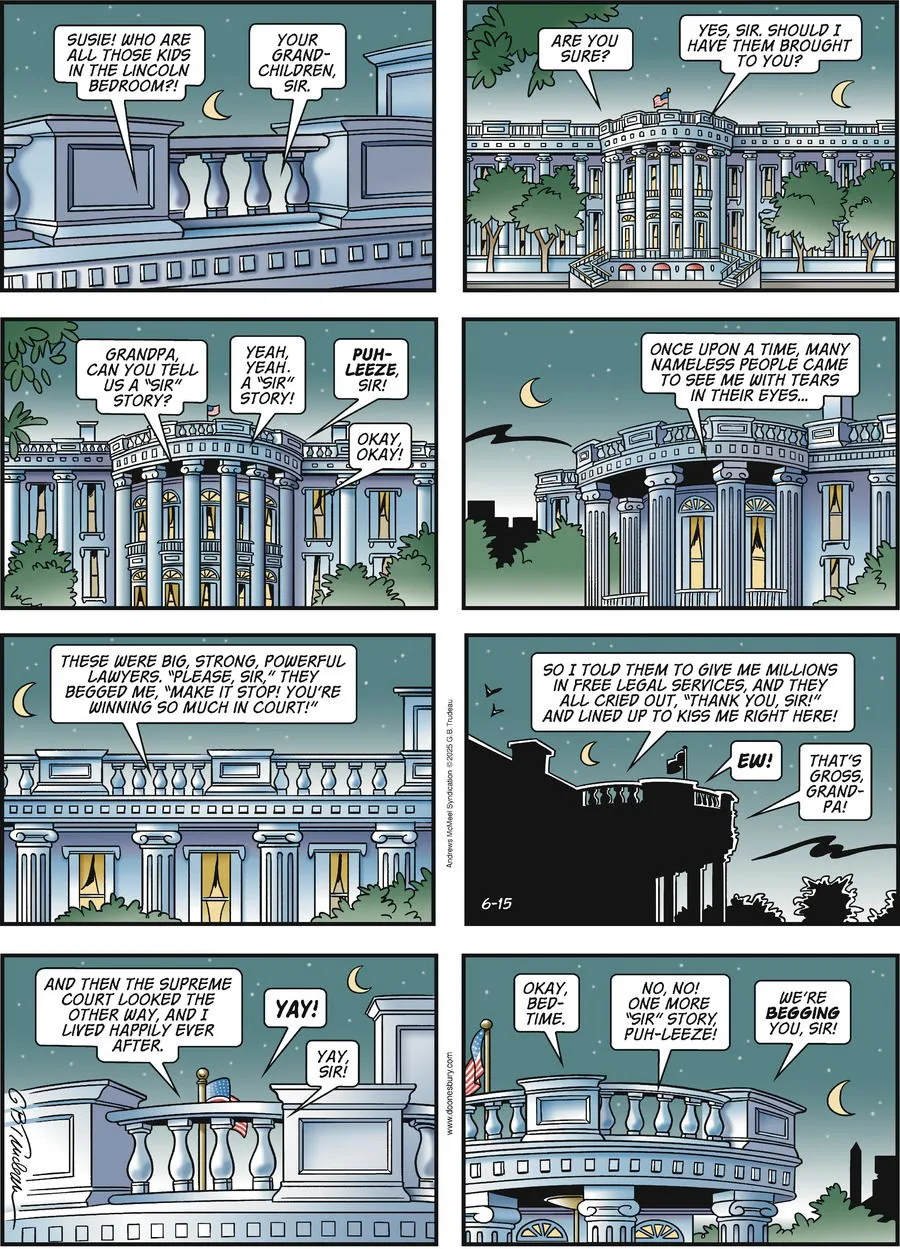 SUSIE! WHO ARE
ALL THOSE KIDS
IN THE LINCOLN
BEDROOM?!
YOUR
GRAND-
CHILDREN,
SIR.
ARE YOU
SURE?
YES, SIR. SHOULD I
HAVE THEM BROUGHT
TO YOU?
GRANDPA,
CAN YOU TELL
US A "SIR"
STORY?
YEAH,
YEAH.
A "SIR"
STORY!
PUH-
LEEZE,
SIR!
OKAY,
OKAY!
ONCE UPON A TIME, MANY
NAMELESS PEOPLE CAME
TO SEE ME WITH TEARS
IN THEIR EYES...
THESE WERE BIG, STRONG, POWERFUL
LAWYERS. "PLEASE, SIR," THEY
BEGGED ME, "MAKE IT STOP! YOU'RE
WINNING SO MUCH IN COURT!"
Andrews McMeel Syndication © 2025 G.B. Trudeau
SO I TOLD THEM TO GIVE ME MILLIONS
IN FREE LEGAL SERVICES, AND THEY
ALL CRIED OUT, "THANK YOU, SIR!"
AND LINED UP TO KISS ME RIGHT HERE!
EW!
THAT'S
GROSS,
GRAND-
PA!
6-15
AND THEN THE SUPREME
COURT LOOKED THE
OTHER WAY, AND I
LIVED HAPPILY EVER
AFTER.
YAY!
YAY,
SIR!
GB Trudeau
www.doonesbury.com
OKAY,
BED-
TIME.
NO, NO!
ONE MORE
"SIR" STORY,
PUH-LEEZE!
WE'RE
BEGGING
YOU, SIR!